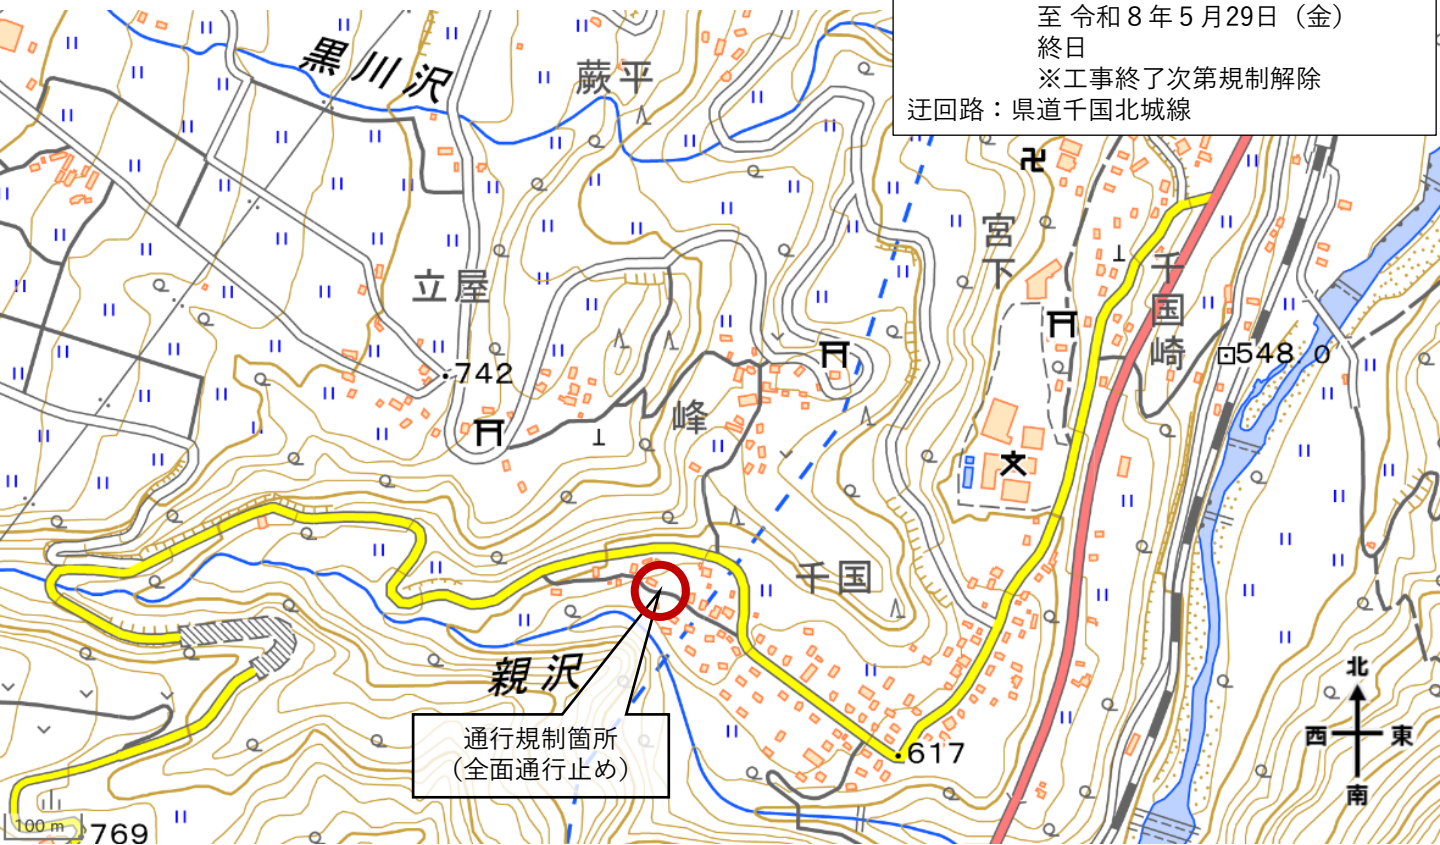 至 令和8年5月29日（金）
終日
※工事終了次第規制解除
迂回路：県道千国北城線
黒川沢
蕨平
宮下
千国崎
立屋
742
548.0
峰
千国
親沢
通行規制箇所
（全面通行止め）
617
北
西 東
南
100 m
769